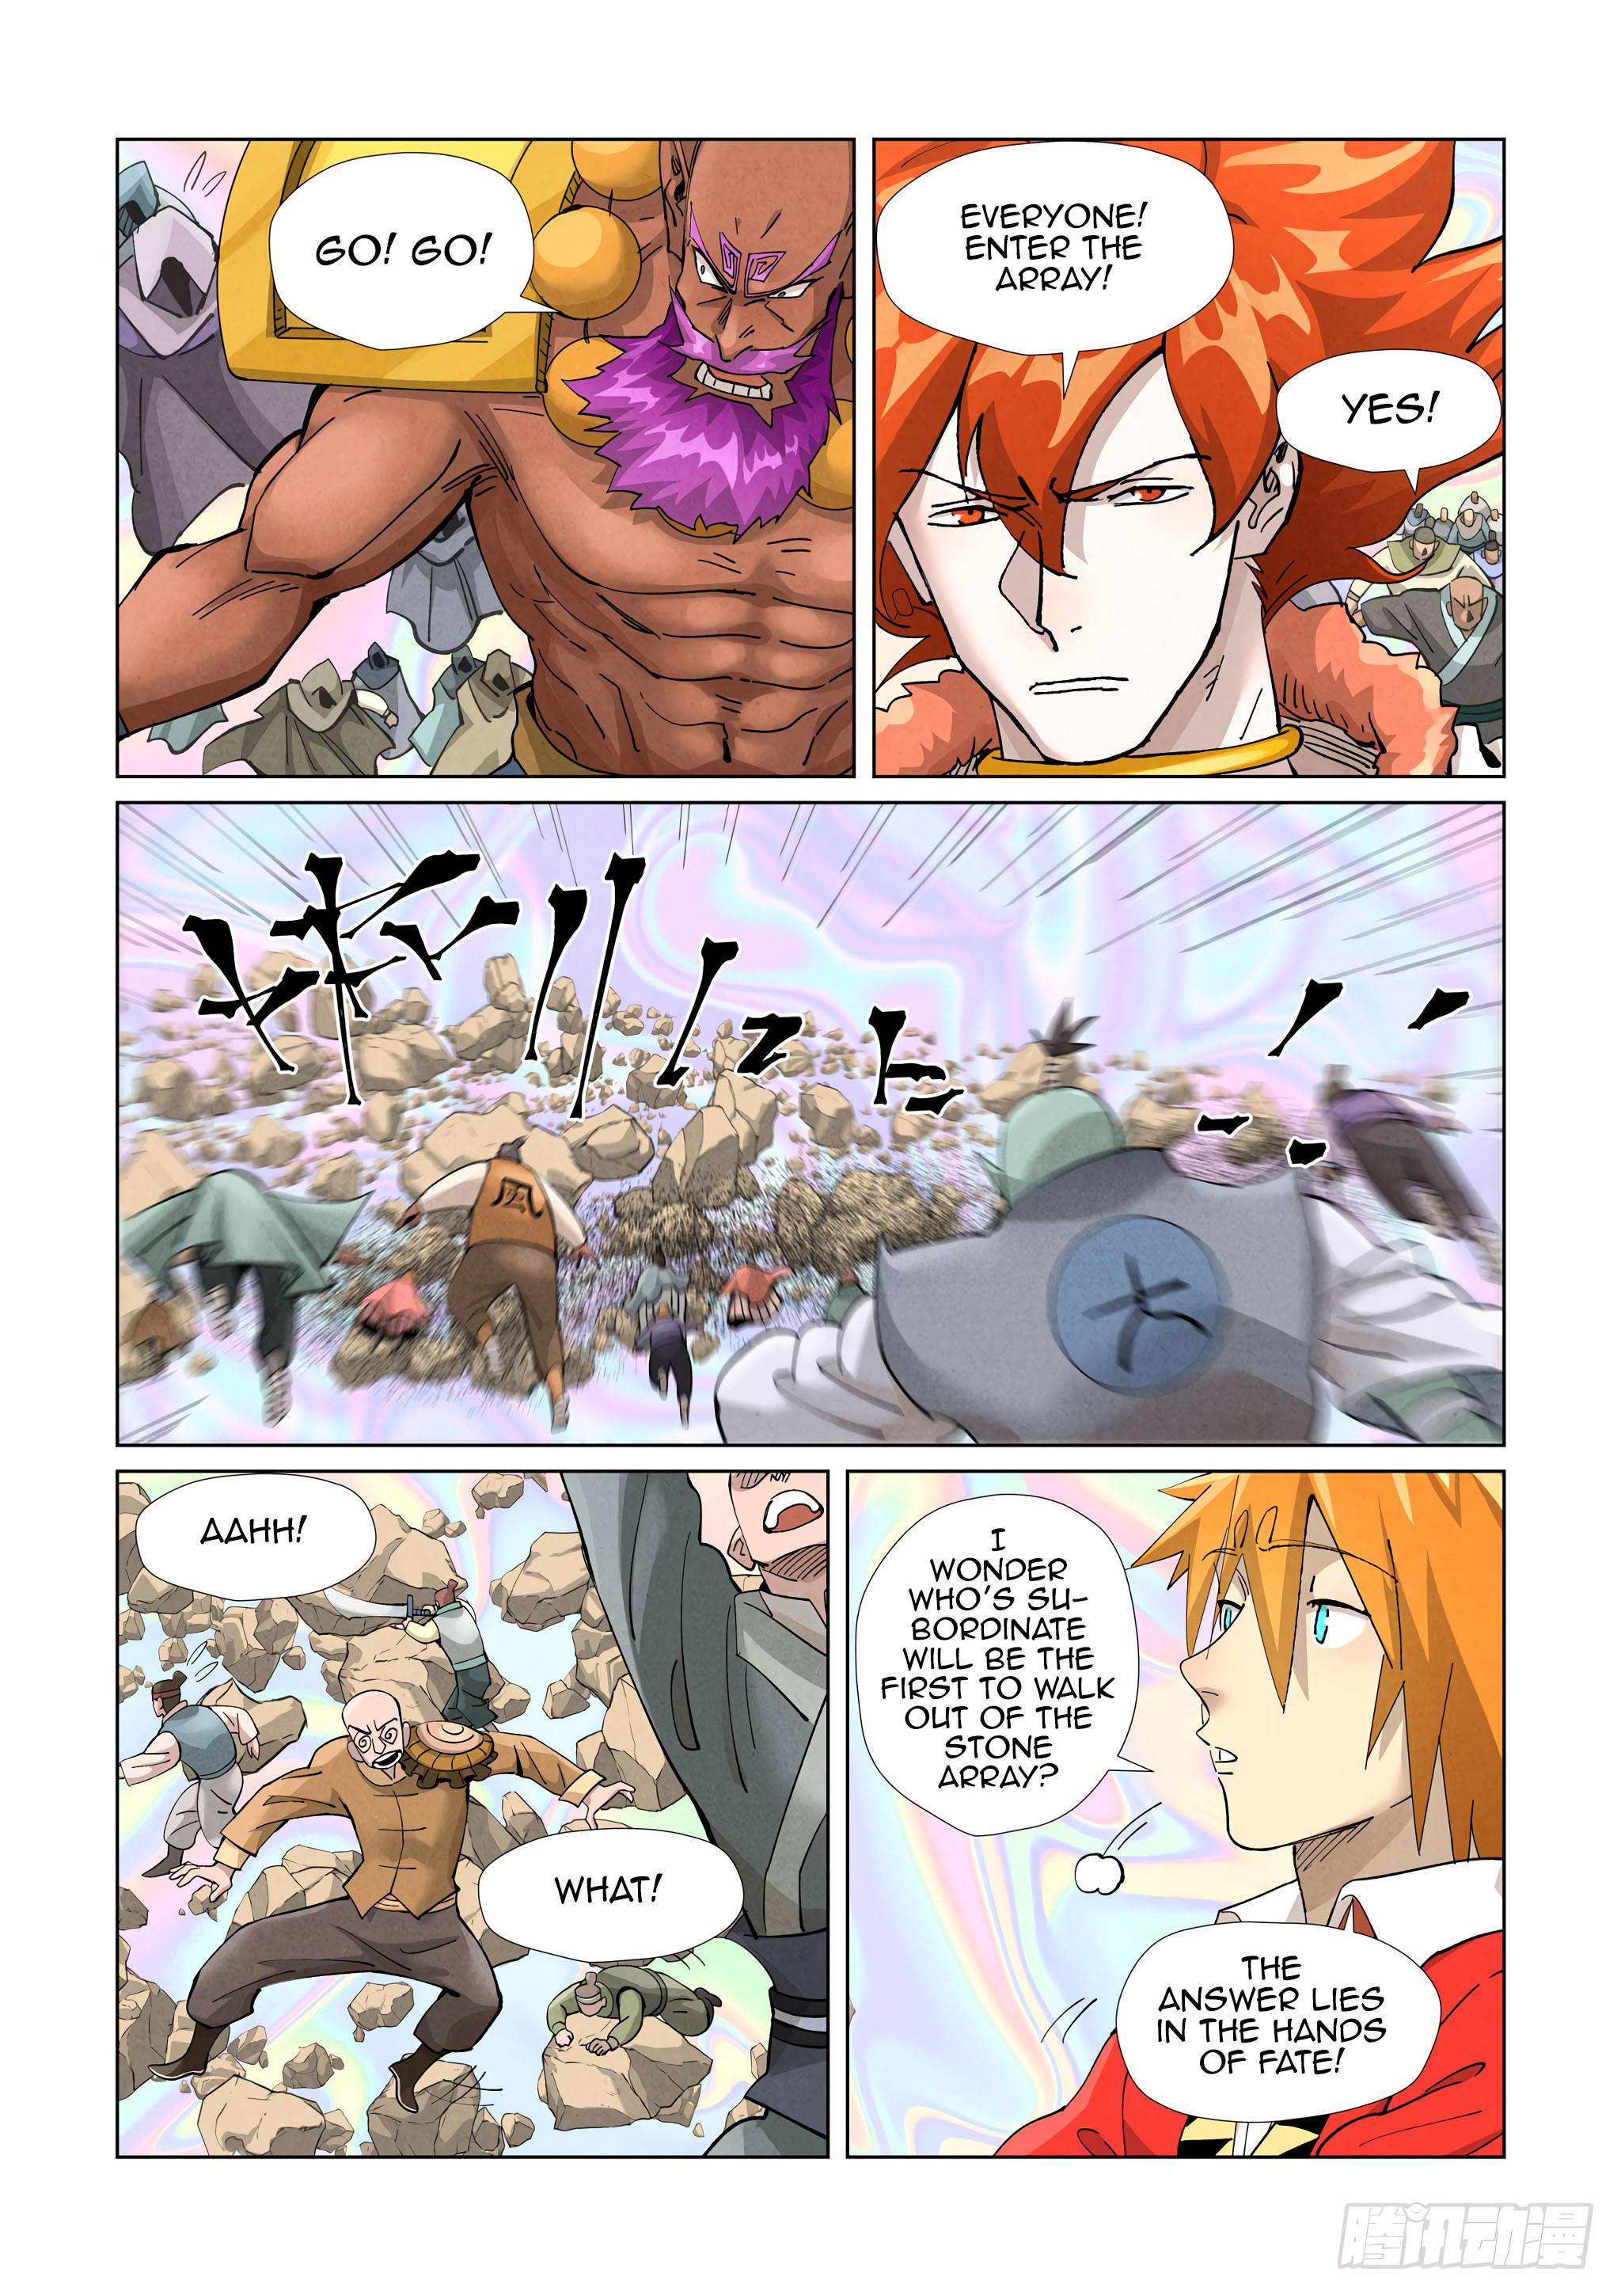 GO! GO!
EVERYONE!
ENTER THE
ARRAY!
YES!
AAHH!
WHAT!
I
WONDER
WHO'S SU-
BORDINATE
WILL BE THE
FIRST TO WALK
OUT OF THE
STONE
ARRAY?
THE
ANSWER LIES
IN THE HANDS
OF FATE!
腾讯动漫